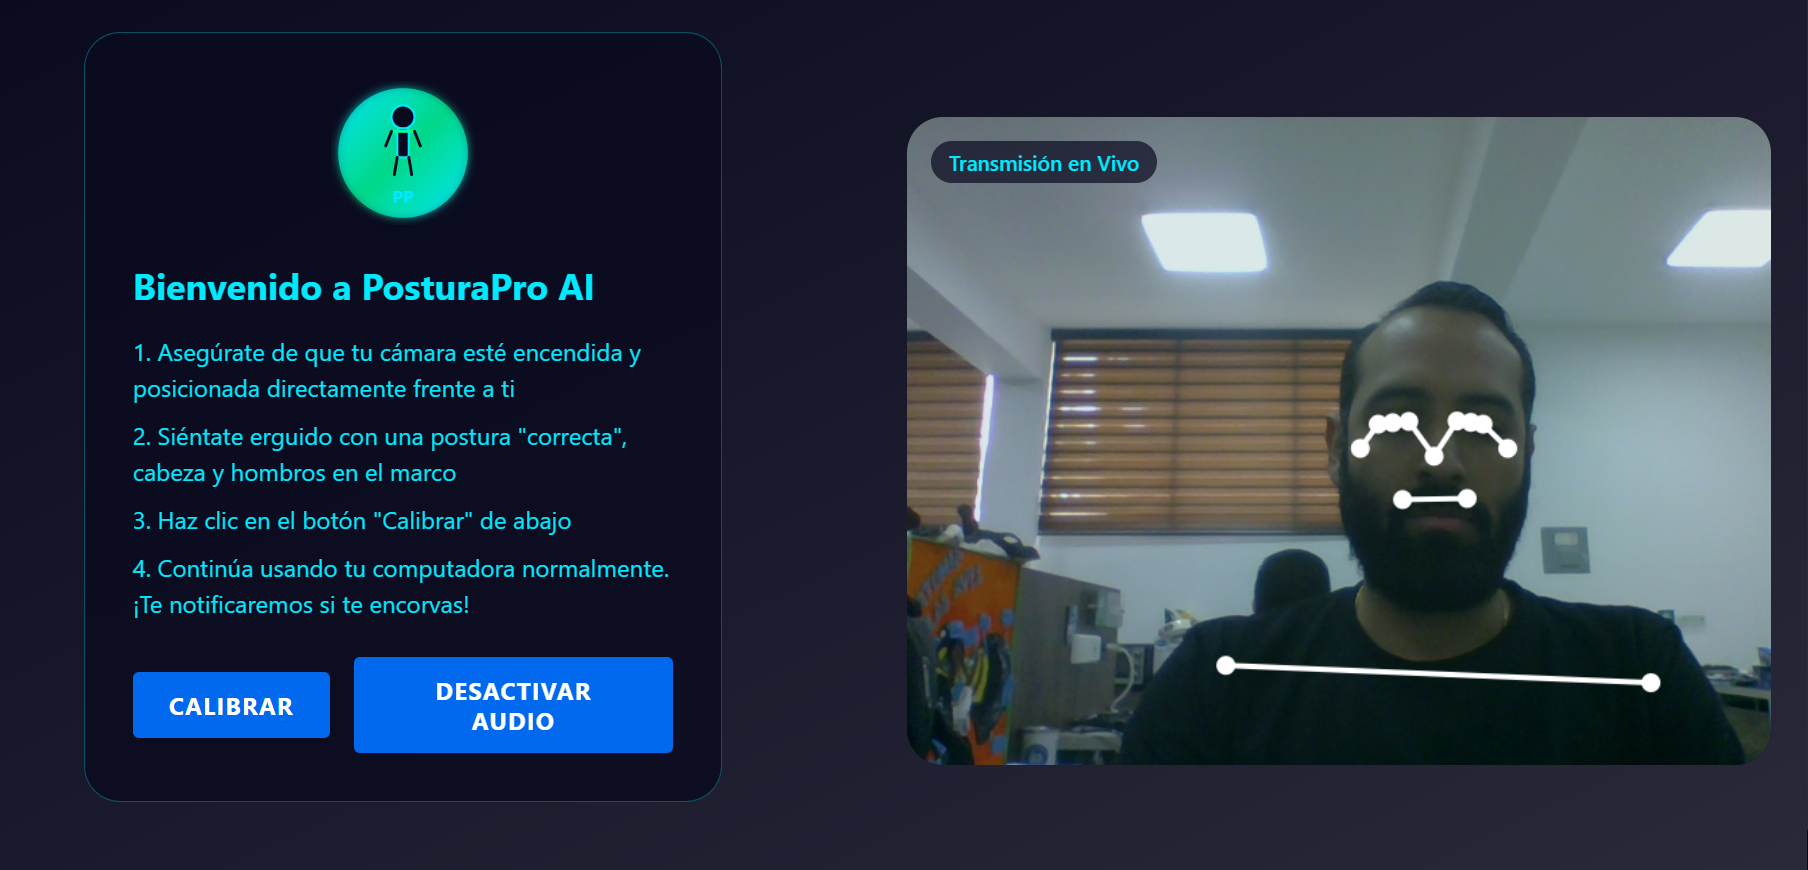 PP
Bienvenido a PosturaPro AI
1. Asegúrate de que tu cámara esté encendida y
posicionada directamente frente a ti
2. Siéntate erguido con una postura "correcta",
cabeza y hombros en el marco
3. Haz clic en el botón "Calibrar" de abajo
4. Continúa usando tu computadora normalmente.
¡Te notificaremos si te encorvas!
CALIBRAR
DESACTIVAR
AUDIO
Transmisión en Vivo